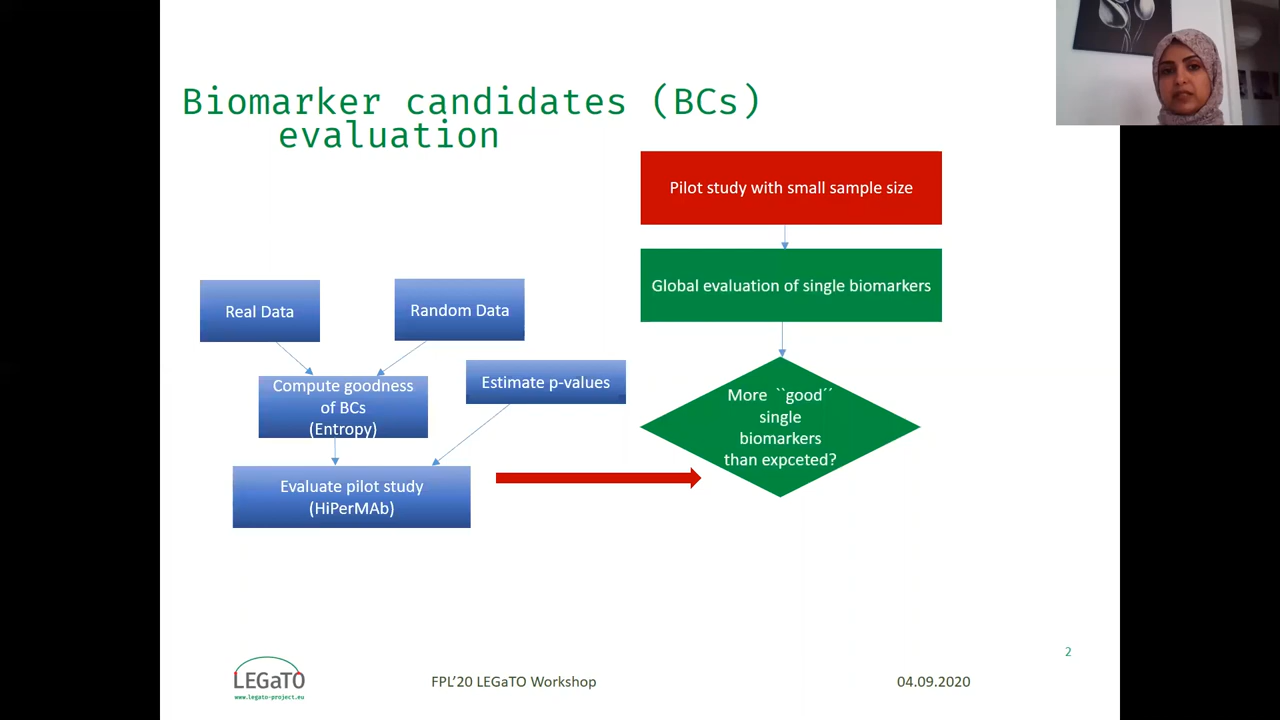 Biomarker candidates (BCs)
evaluation
Pilot study with small sample size
Global evaluation of single biomarkers
Real Data
Random Data
Compute goodness
of BCs
(Entropy)
Estimate p-values
More ``good´´
single
biomarkers
than expceted?
Evaluate pilot study
(HiPerMAb)
2
LEGaTO
www.legato-project.eu
FPL’20 LEGaTO Workshop
04.09.2020